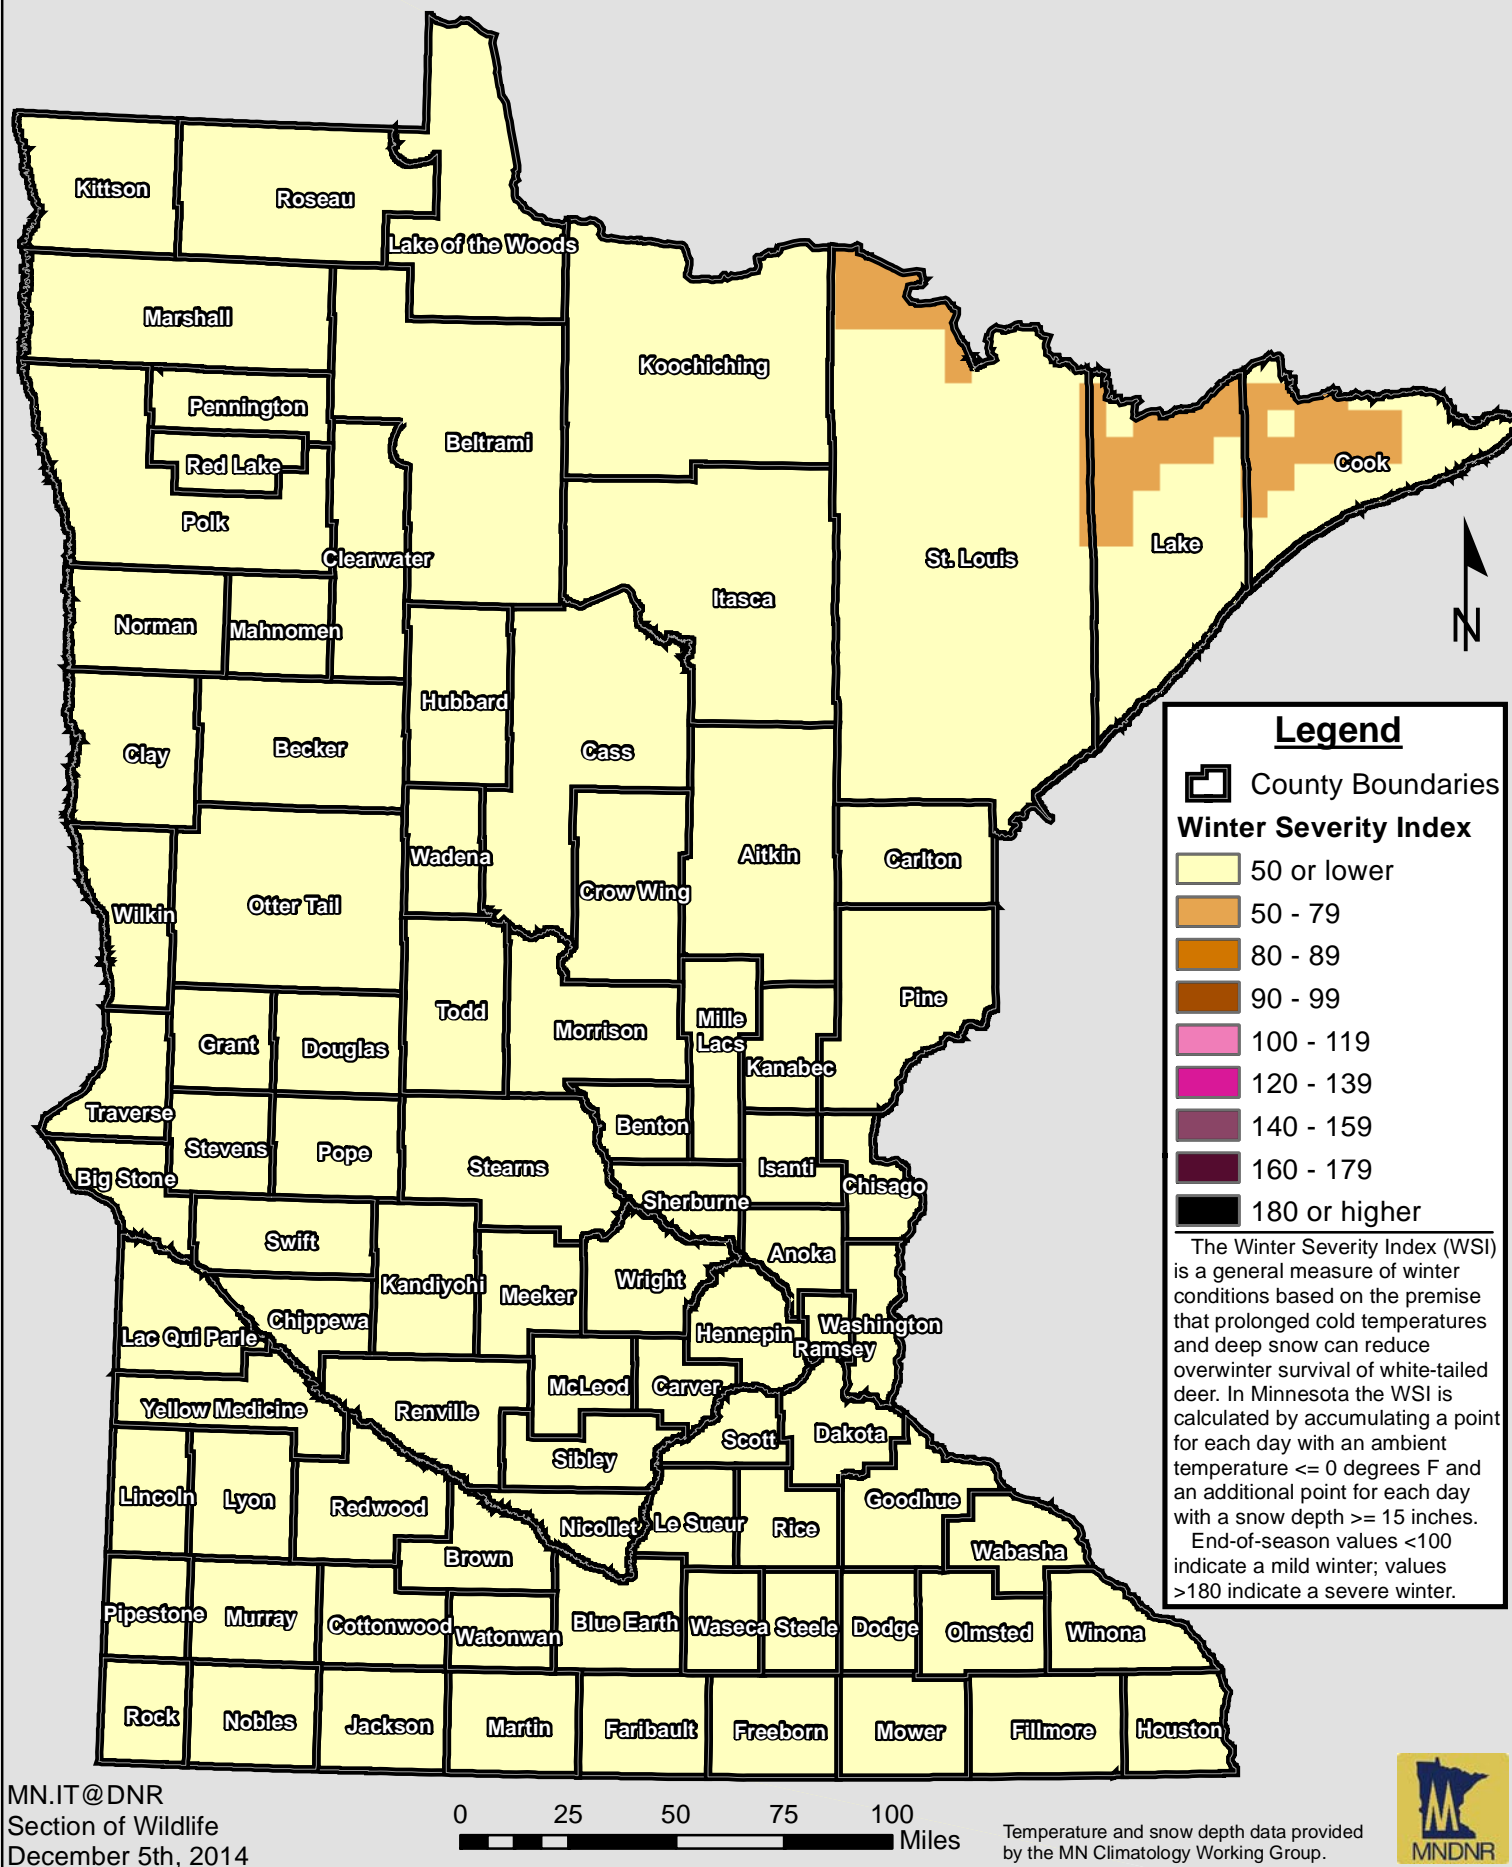 Kittson
Roseau
Lake of the Woods
Marshall
Koochiching
Pennington
Beltrami
Red Lake
Cook
Polk
Clearwater
St. Louis
Lake
Itasca
Norman
Mahnomen
N
Hubbard
Clay
Becker
Cass
Wadena
Aitkin
Carlton
Crow Wing
Otter Tail
Wilkin
Pine
Todd
Mille
Lacs
Morrison
Grant
Douglas
Kanabec
Traverse
Benton
Stevens
Pope
Stearns
Isanti
Big Stone
Chisago
Sherburne
Swift
Anoka
Kandiyohi
Wright
Meeker
Chippewa
Washington
Hennepin
Lac Qui Parle
Ramsey
McLeod
Carver
Yellow Medicine
Renville
Dakota
Scott
Sibley
Lincoln
Lyon
Goodhue
Redwood
Nicollet
Le Sueur
Rice
Wabasha
Brown
Pipestone
Murray
Cottonwood
Watonwan
Blue Earth
Waseca
Steele
Dodge
Olmsted
Winona
Rock
Nobles
Jackson
Martin
Faribault
Freeborn
Mower
Fillmore
Houston
Legend
County Boundaries
Winter Severity Index
50 or lower
50 - 79
80 - 89
90 - 99
100 - 119
120 - 139
140 - 159
160 - 179
180 or higher
The Winter Severity Index (WSI)
is a general measure of winter
conditions based on the premise
that prolonged cold temperatures
and deep snow can reduce
overwinter survival of white-tailed
deer. In Minnesota the WSI is
calculated by accumulating a point
for each day with an ambient
temperature <= 0 degrees F and
an additional point for each day
with a snow depth >= 15 inches.
End-of-season values <100
indicate a mild winter; values
>180 indicate a severe winter.
MN.IT@DNR
Section of Wildlife
December 5th, 2014
0 25 50 75 100
Miles
Temperature and snow depth data provided
by the MN Climatology Working Group.
M
MNDNR